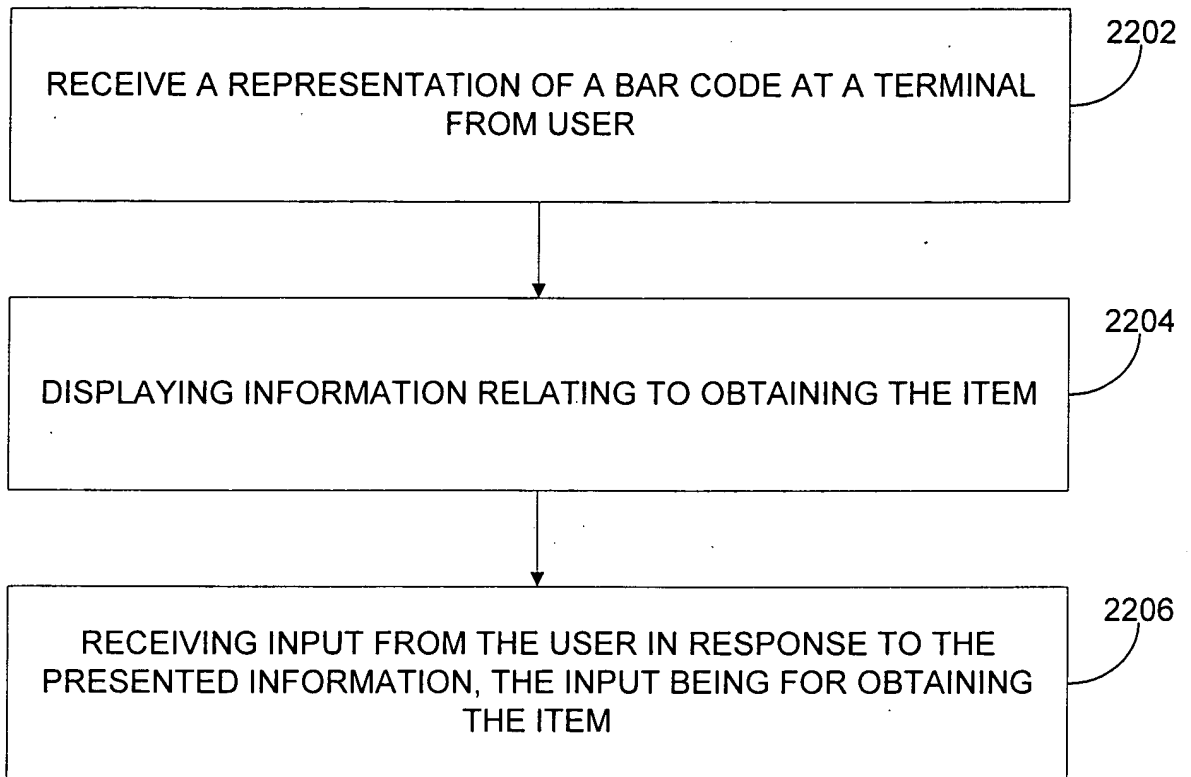 2202
RECEIVE A REPRESENTATION OF A BAR CODE AT A TERMINAL
FROM USER
2204
DISPLAYING INFORMATION RELATING TO OBTAINING THE ITEM
2206
RECEIVING INPUT FROM THE USER IN RESPONSE TO THE
PRESENTED INFORMATION, THE INPUT BEING FOR OBTAINING
THE ITEM